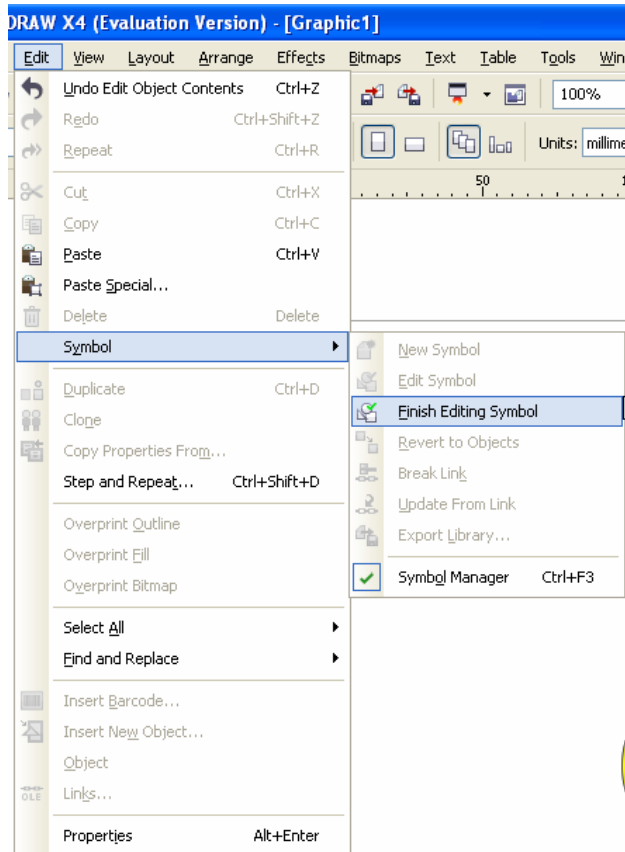 DRAW X4 (Evaluation Version) - [Graphic1]
Edit View Layout Arrange Effects Bitmaps Text Table Tools
100%
Units:
50
Undo Edit Object Contents Ctrl+Z
Redo Ctrl+Shift+Z
Repeat Ctrl+R
Cut Ctrl+X
Copy Ctrl+C
Paste Ctrl+V
Paste Special...
Delete Delete
Symbol
Duplicate Ctrl+D
Clone
Copy Properties From...
Step and Repeat... Ctrl+Shift+D
Overprint Outline
Overprint Fill
Overprint Bitmap
Select All
Find and Replace
Insert Barcode...
Insert New Object...
Object
OLE Links...
Properties Alt+Enter
New Symbol
Edit Symbol
Finish Editing Symbol
Revert to Objects
Break Link
Update From Link
Export Library...
Symbol Manager Ctrl+F3